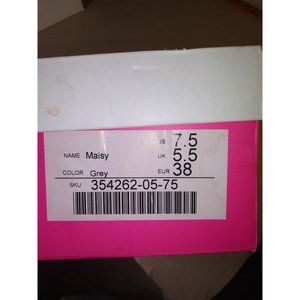 US 7.5
NAME Maisy UK 5.5
COLOR Grey EUR 38
SKU 354262-05-75